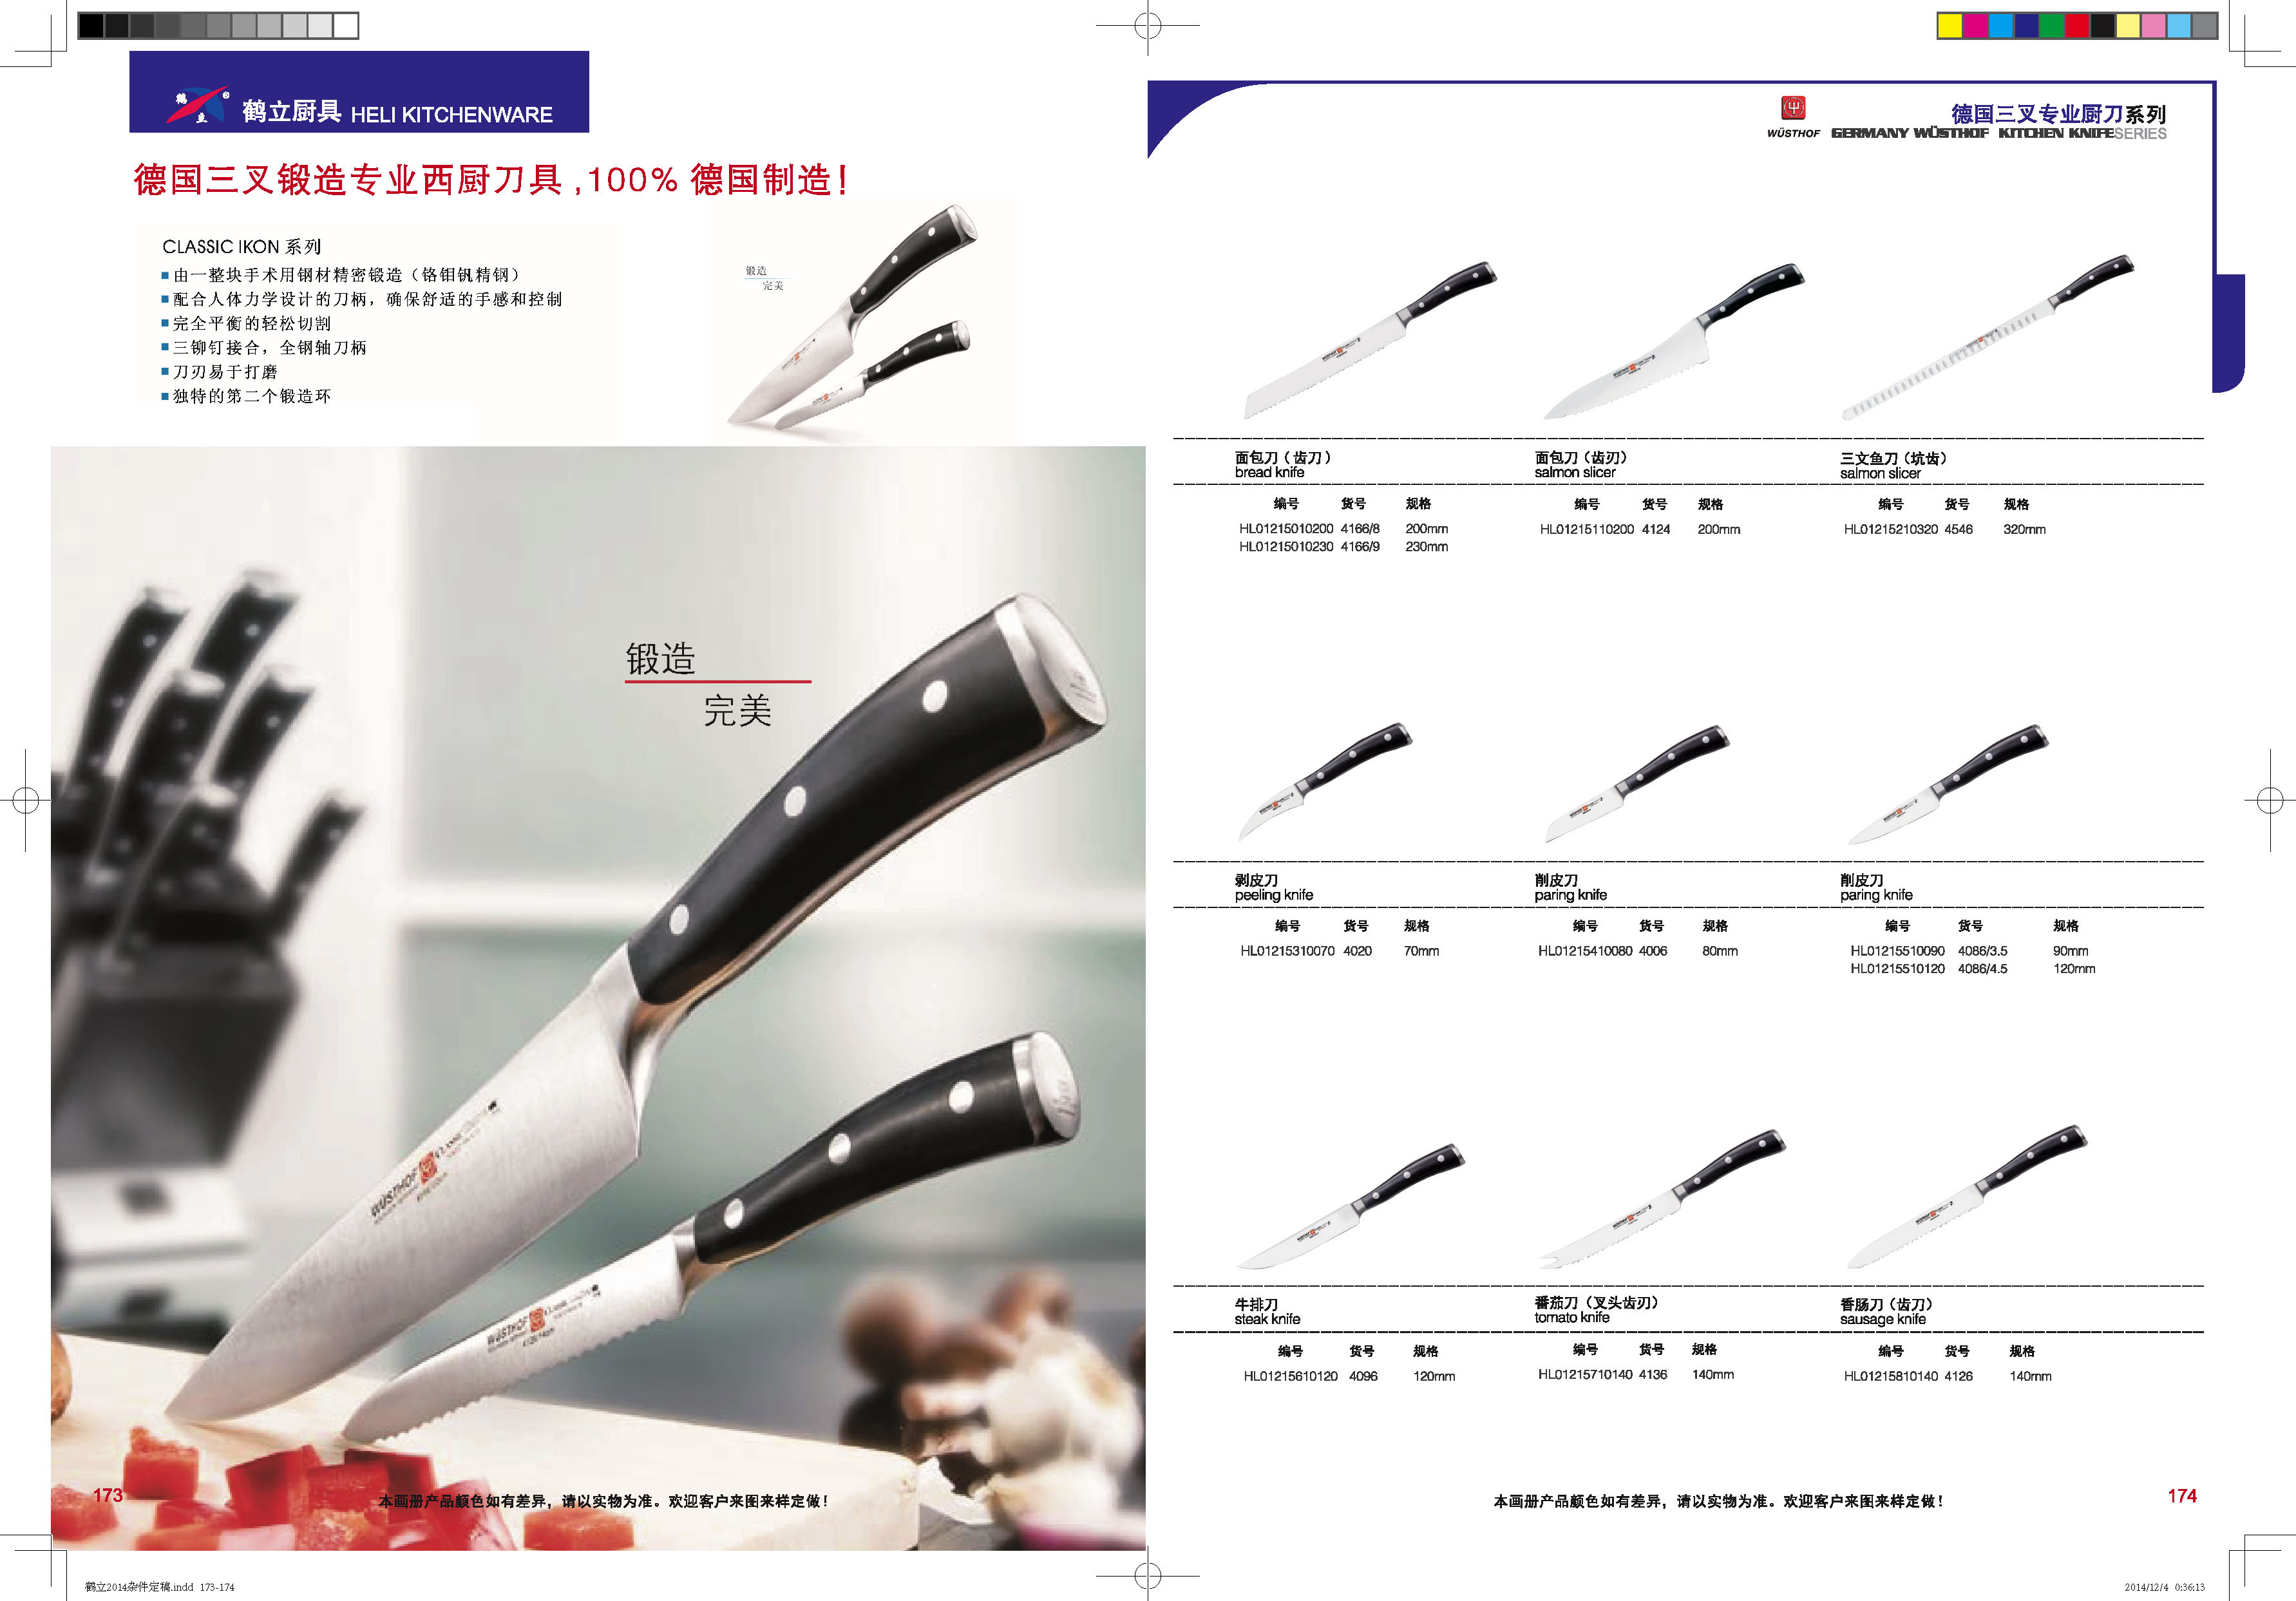 鹤立厨具 HELI KITCHENWARE
德国三叉锻造专业西厨刀具,100% 德国制造!
CLASSIC IKON 系列
由一整块手术用钢材精密锻造(铬钼钒精钢)
配合人体力学设计的刀柄,确保舒适的手感和控制
完全平衡的轻松切割
三铆钉接合,全钢轴刀柄
刀刃易于打磨
独特的第二个锻造环
锻造
完美
锻造
完美
WÜSTHOF
WÜSTHOF
173
本画册产品颜色如有差异,请以实物为准。欢迎客户来图来样定做!
鹤立2014杂件定稿.indd 173-174
德国三叉专业厨刀系列
WÜSTHOF GERMANY WÜSTHOF KITCHEN KNIFE SERIES
面包刀(齿刀)
bread knife
编号 货号 规格
HL01215010200 4166/8 200mm
HL01215010230 4166/9 230mm
面包刀(齿刃)
salmon slicer
编号 货号 规格
HL01215110200 4124 200mm
三文鱼刀(坑齿)
salmon slicer
编号 货号 规格
HL01215210320 4546 320mm
剥皮刀
peeling knife
编号 货号 规格
HL01215310070 4020 70mm
削皮刀
paring knife
编号 货号 规格
HL01215410080 4006 80mm
削皮刀
paring knife
编号 货号 规格
HL01215510090 4086/3.5 90mm
HL01215510120 4086/4.5 120mm
牛排刀
steak knife
编号 货号 规格
HL01215610120 4096 120mm
番茄刀(叉头齿刃)
tomato knife
编号 货号 规格
HL01215710140 4136 140mm
香肠刀(齿刀)
sausage knife
编号 货号 规格
HL01215810140 4126 140mm
本画册产品颜色如有差异,请以实物为准。欢迎客户来图来样定做!
174
2014/12/4 0:36:13